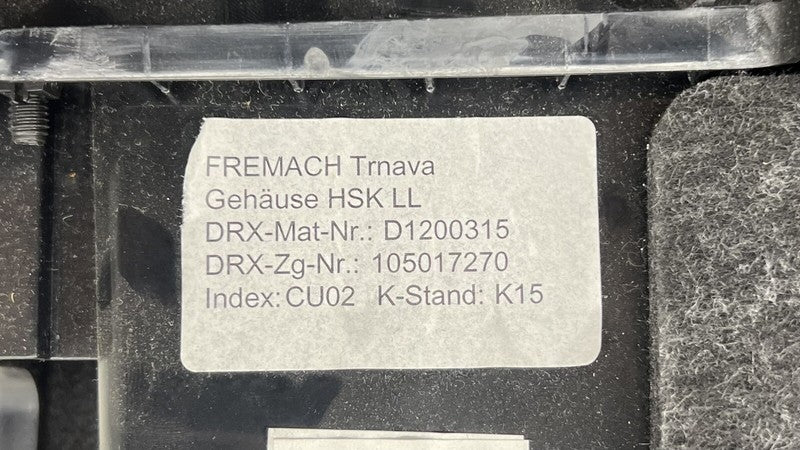 FREMACH Trnava
Gehäuse HSK LL
DRX-Mat-Nr.: D1200315
DRX-Zg-Nr.: 105017270
Index: CU02 K-Stand: K15